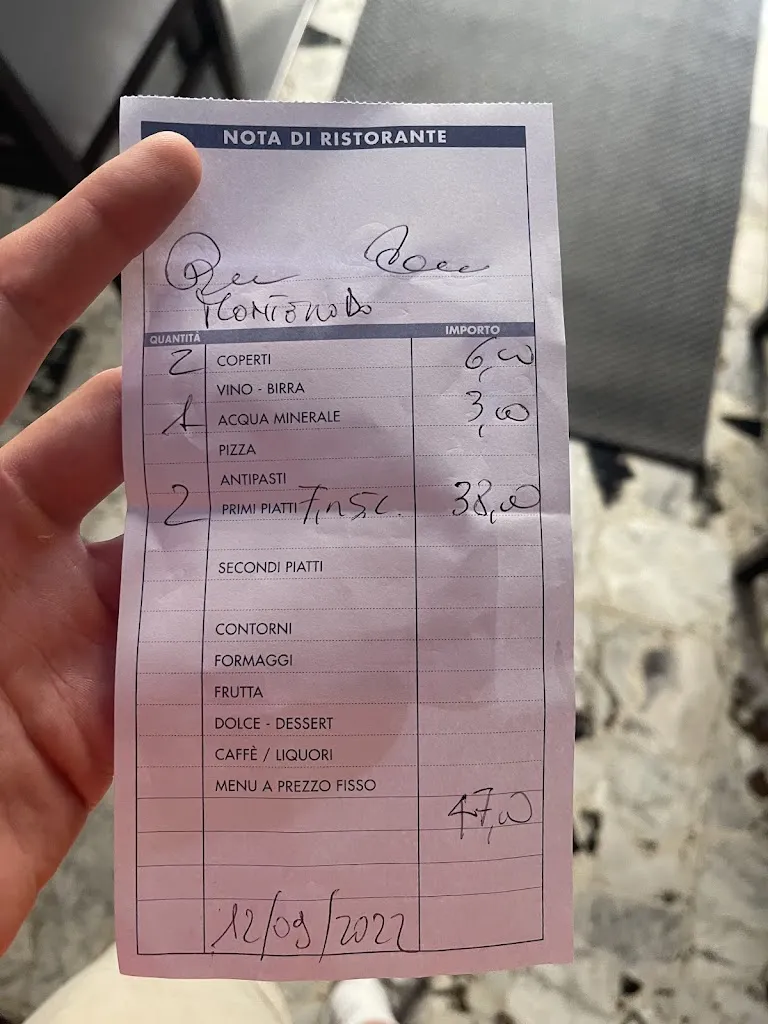 NOTA DI RISTORANTE
QUANTITÀ IMPORTO
2 COPERTI 6,00
VINO - BIRRA
1 ACQUA MINERALE 3,00
PIZZA
ANTIPASTI
2 PRIMI PIATTI 38,00
SECONDI PIATTI
CONTORNI
FORMAGGI
FRUTTA
DOLCE - DESSERT
CAFFÈ / LIQUORI
MENU A PREZZO FISSO
47,00
12/09/2022